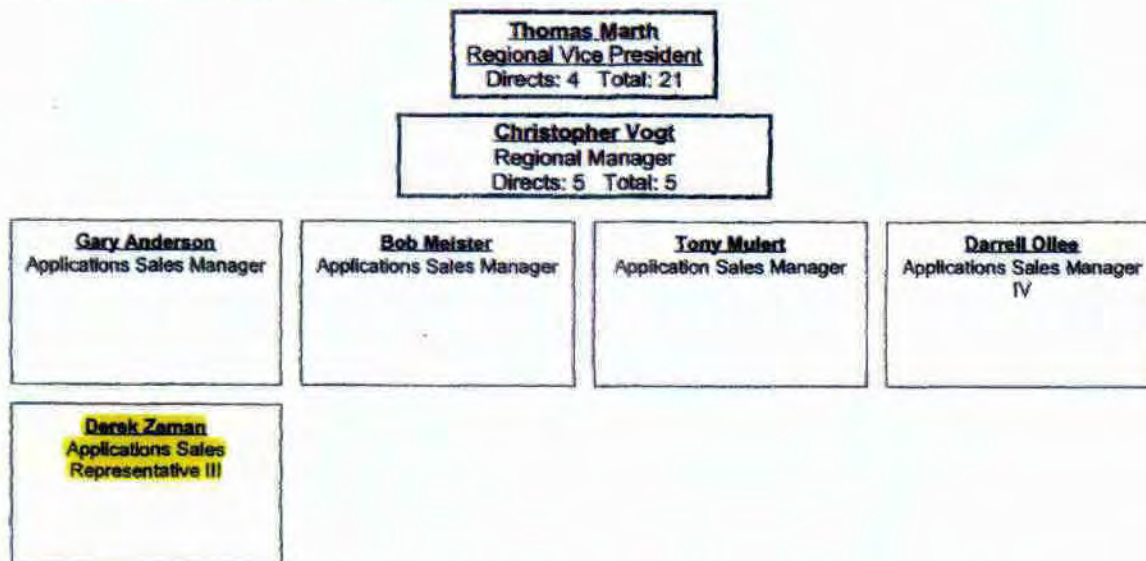 Thomas Marth
Regional Vice President
Directs: 4 Total: 21
Christopher Vogt
Regional Manager
Directs: 5 Total: 5
Gary Anderson
Applications Sales Manager
Bob Meister
Applications Sales Manager
Tony Mulert
Application Sales Manager
Darrell Ollee
Applications Sales Manager
IV
Derek Zeman
Applications Sales
Representative III